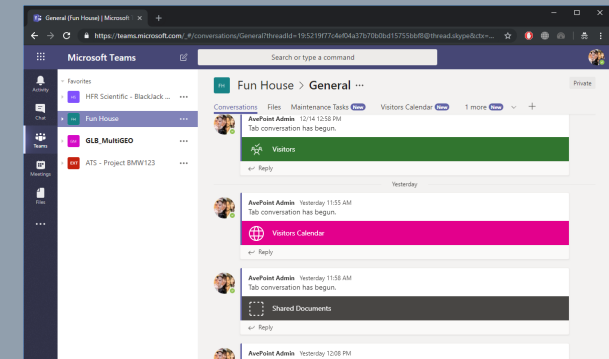 General (Fun House) | Microsoft
https://teams.microsoft.com/_#/conversations/General?threadId=19:5219f77c4ef04a37b70b0bd15755bbf8@thread.skype&ctx=...
Microsoft Teams
Search or type a command
Activity
Chat
Teams
Meetings
Files
Favorites
HFR Scientific - Blackjack ...
Fun House
GLB_MultiGEO
ATS - Project BMW123
FH
Fun House > General ...
Private
Conversations Files Maintenance Tasks New Visitors Calendar New 1 more New
AvePoint Admin 12/14 12:58 PM
Tab conversation has begun.
Visitors
Reply
Yesterday
AvePoint Admin Yesterday 11:55 AM
Tab conversation has begun.
Visitors Calendar
Reply
AvePoint Admin Yesterday 11:58 AM
Tab conversation has begun.
Shared Documents
Reply
AvePoint Admin Yesterday 12:08 PM